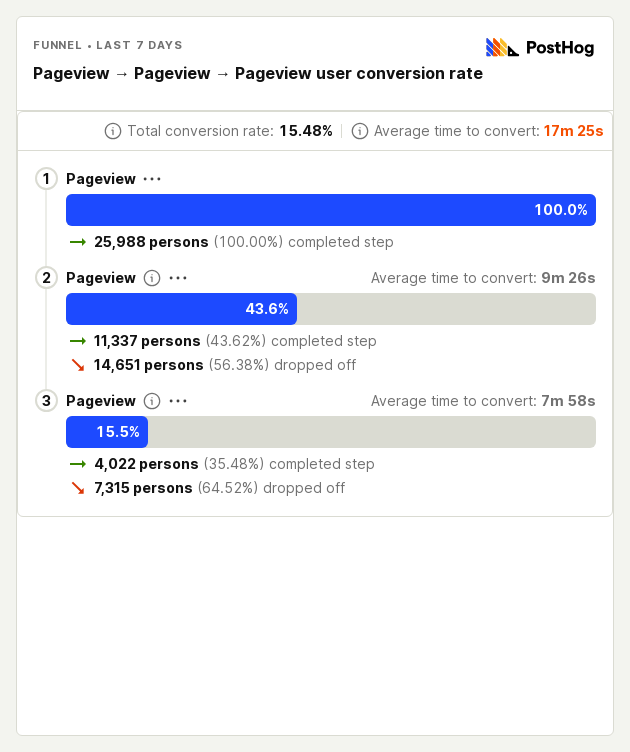 FUNNEL • LAST 7 DAYS
PostHog
Pageview → Pageview → Pageview user conversion rate
Total conversion rate: 15.48%
Average time to convert: 17m 25s
1 Pageview
100.0%
→ 25,988 persons (100.00%) completed step
2 Pageview
Average time to convert: 9m 26s
43.6%
→ 11,337 persons (43.62%) completed step
↘ 14,651 persons (56.38%) dropped off
3 Pageview
Average time to convert: 7m 58s
15.5%
→ 4,022 persons (35.48%) completed step
↘ 7,315 persons (64.52%) dropped off